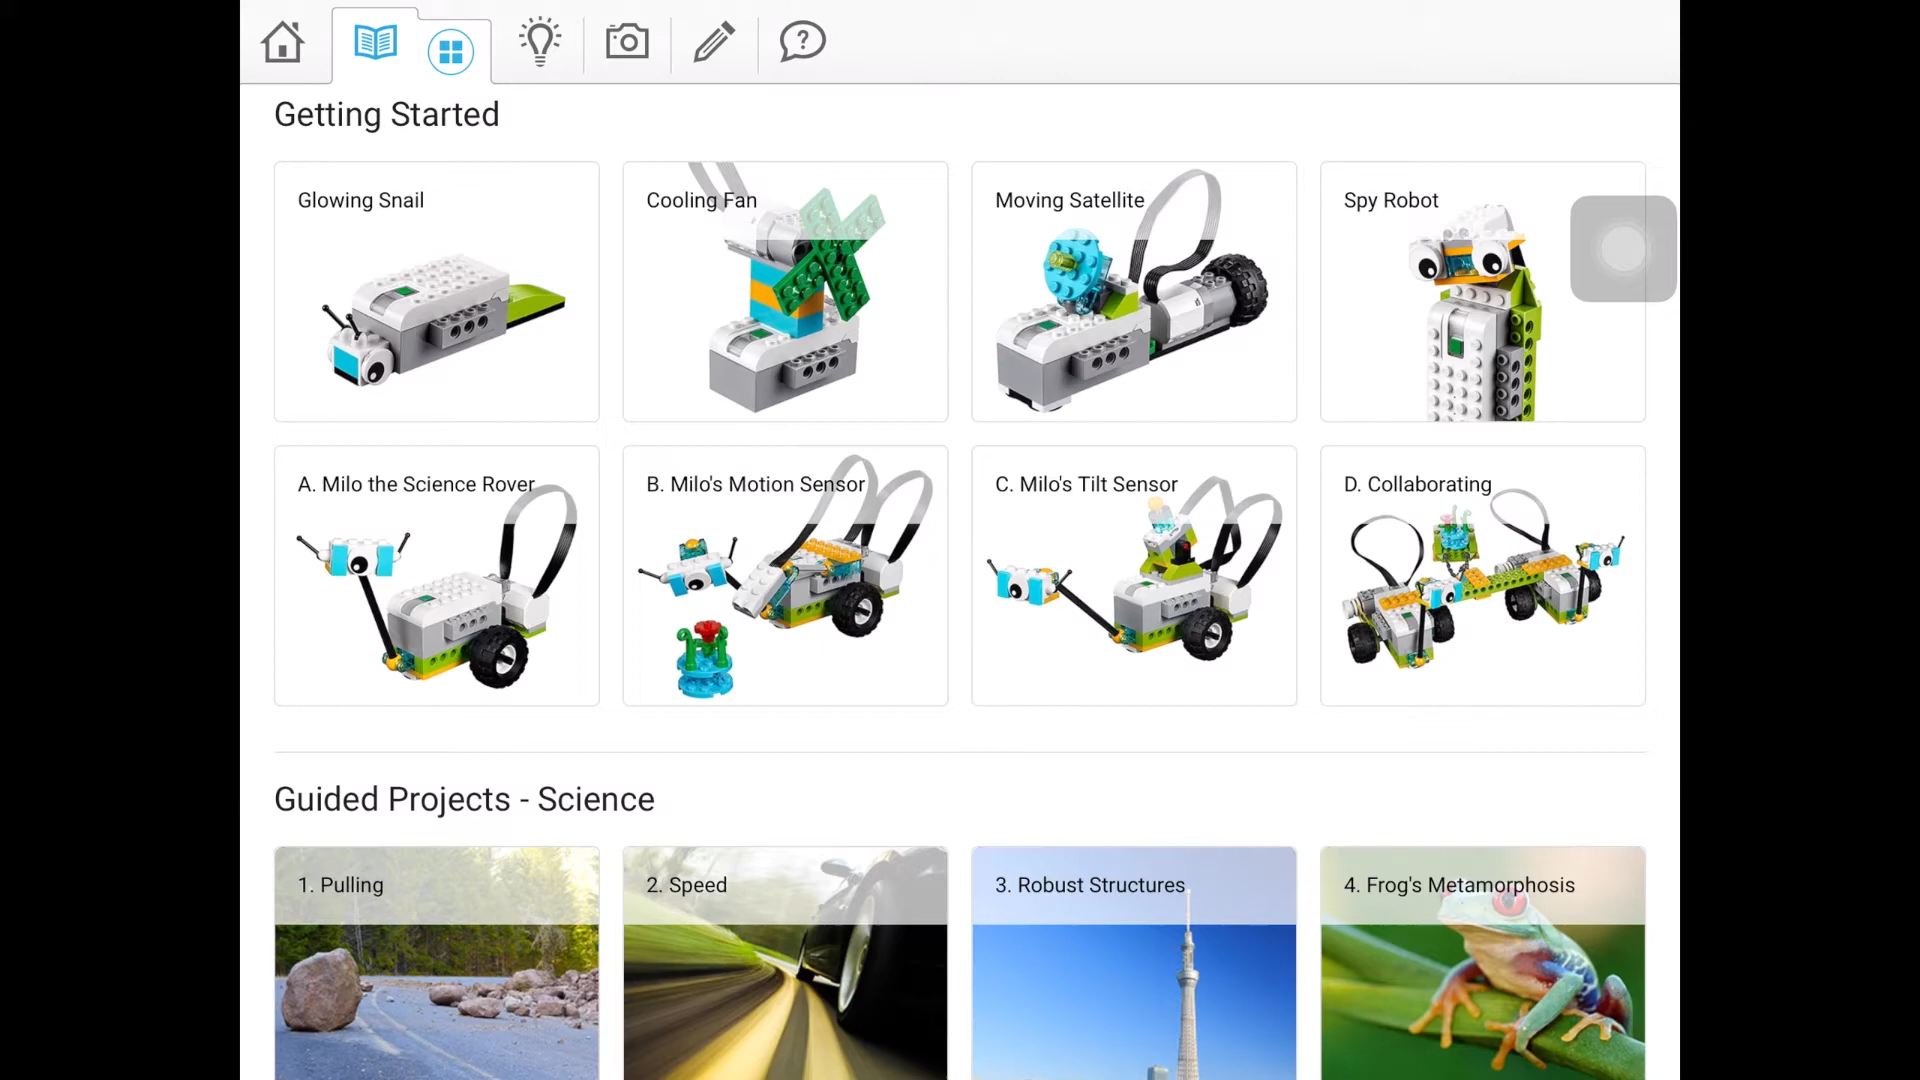 Getting Started
Glowing Snail
Cooling Fan
Moving Satellite
Spy Robot
A. Milo the Science Rover
B. Milo's Motion Sensor
C. Milo's Tilt Sensor
D. Collaborating
Guided Projects - Science
1. Pulling
2. Speed
3. Robust Structures
4. Frog's Metamorphosis